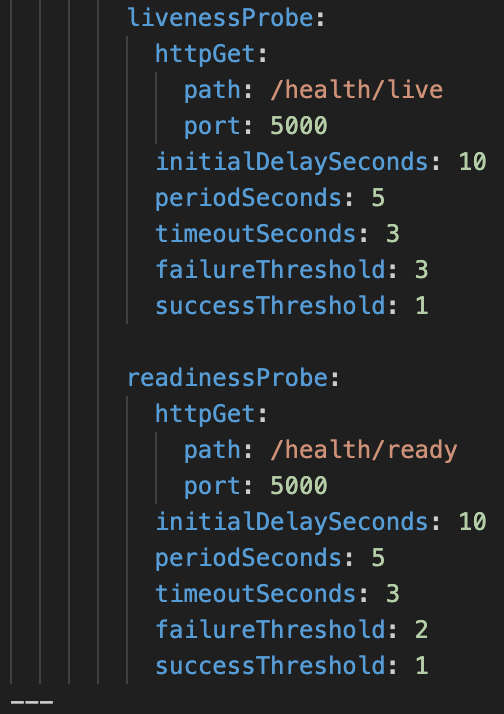 livenessProbe:
  httpGet:
    path: /health/live
    port: 5000
  initialDelaySeconds: 10
  periodSeconds: 5
  timeoutSeconds: 3
  failureThreshold: 3
  successThreshold: 1

readinessProbe:
  httpGet:
    path: /health/ready
    port: 5000
  initialDelaySeconds: 10
  periodSeconds: 5
  timeoutSeconds: 3
  failureThreshold: 2
  successThreshold: 1
---